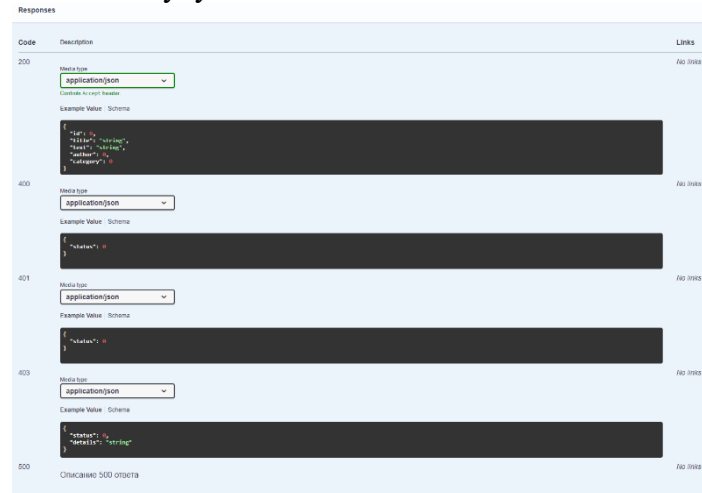 Responses
Code Description Links
200 No links
Media type
application/json
Controls Accept header.
Example Value Schema
{
"id": 0,
"title": "string",
"text": "string",
"author": 0,
"category": 0
}
400 No links
Media type
application/json
Example Value Schema
{
"status": 0
}
401 No links
Media type
application/json
Example Value Schema
{
"status": 0
}
403 No links
Media type
application/json
Example Value Schema
{
"status": 0,
"details": "string"
}
500 Описание 500 ответа No links